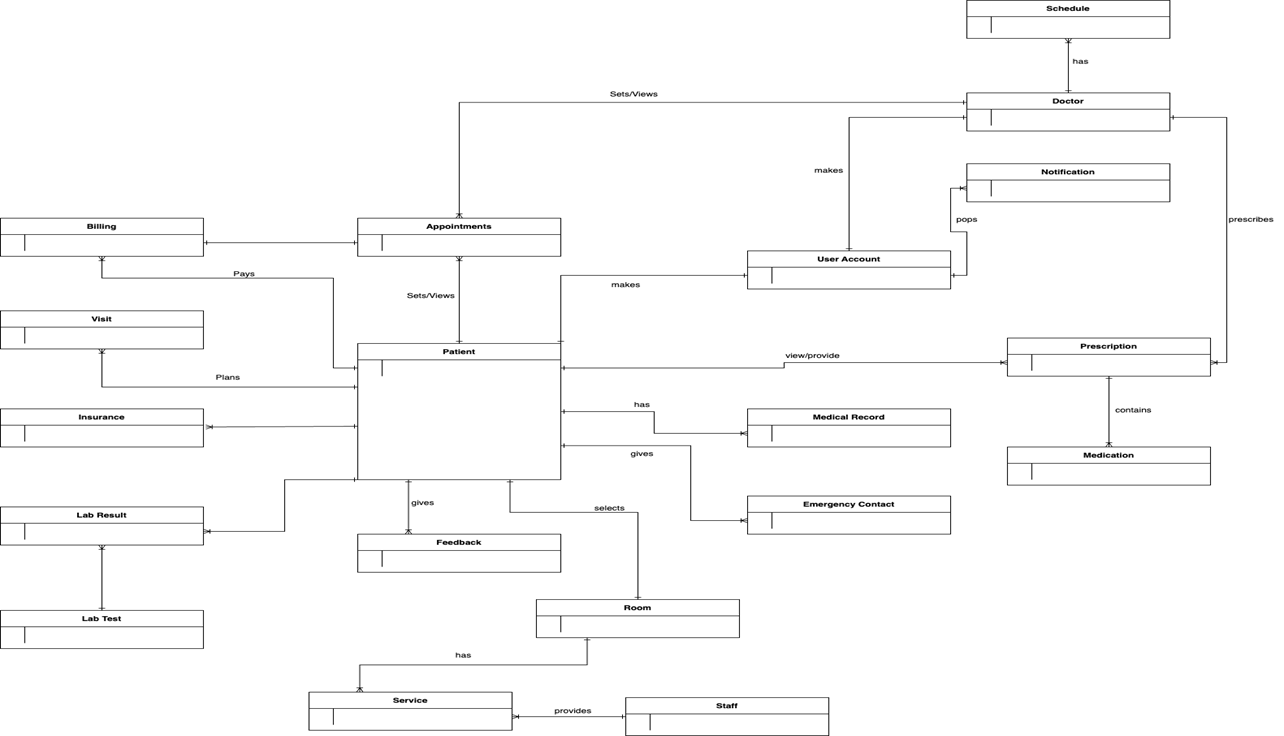 Schedule
has
Sets/Views
Doctor
makes
Notification
pops
prescribes
Billing
Appointments
User Account
Pays
makes
Sets/Views
Visit
Patient
view/provide
Prescription
Plans
has
contains
Insurance
Medical Record
gives
Medication
gives
selects
Emergency Contact
Lab Result
Feedback
Room
Lab Test
has
Service
provides
Staff